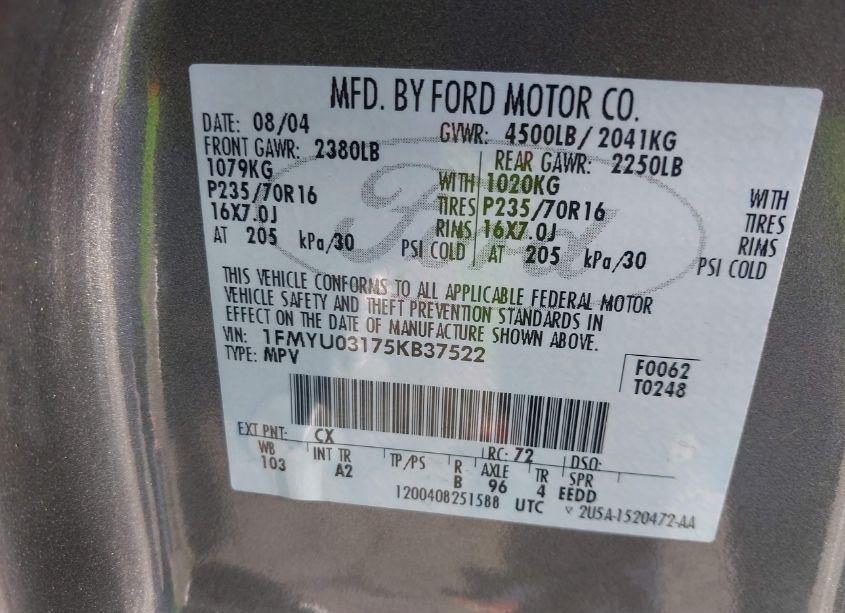 MFD. BY FORD MOTOR CO.
DATE: 08/04 GVWR: 4500LB/ 2041KG
FRONT GAWR: 2380LB REAR GAWR: 2250LB
1079KG WITH 1020KG WITH
P235/70R16 TIRES P235/70R16 TIRES
16X7.0J RIMS 16X7.0J RIMS
AT 205 kPa/30 PSI COLD AT 205 kPa/30 PSI COLD
Ford
THIS VEHICLE CONFORMS TO ALL APPLICABLE FEDERAL MOTOR
VEHICLE SAFETY AND THEFT PREVENTION STANDARDS IN
EFFECT ON THE DATE OF MANUFACTURE SHOWN ABOVE.
VIN: 1FMYU03175KB37522
TYPE: MPV
F0062
T0248
EXT PNT: CX RC: 72 DSO:
WB INT TR TP/PS R AXLE TR SPR
103 A2 B 96 4 EEDD
1200408251588 UTC ▿ 2U5A-1520472-AA